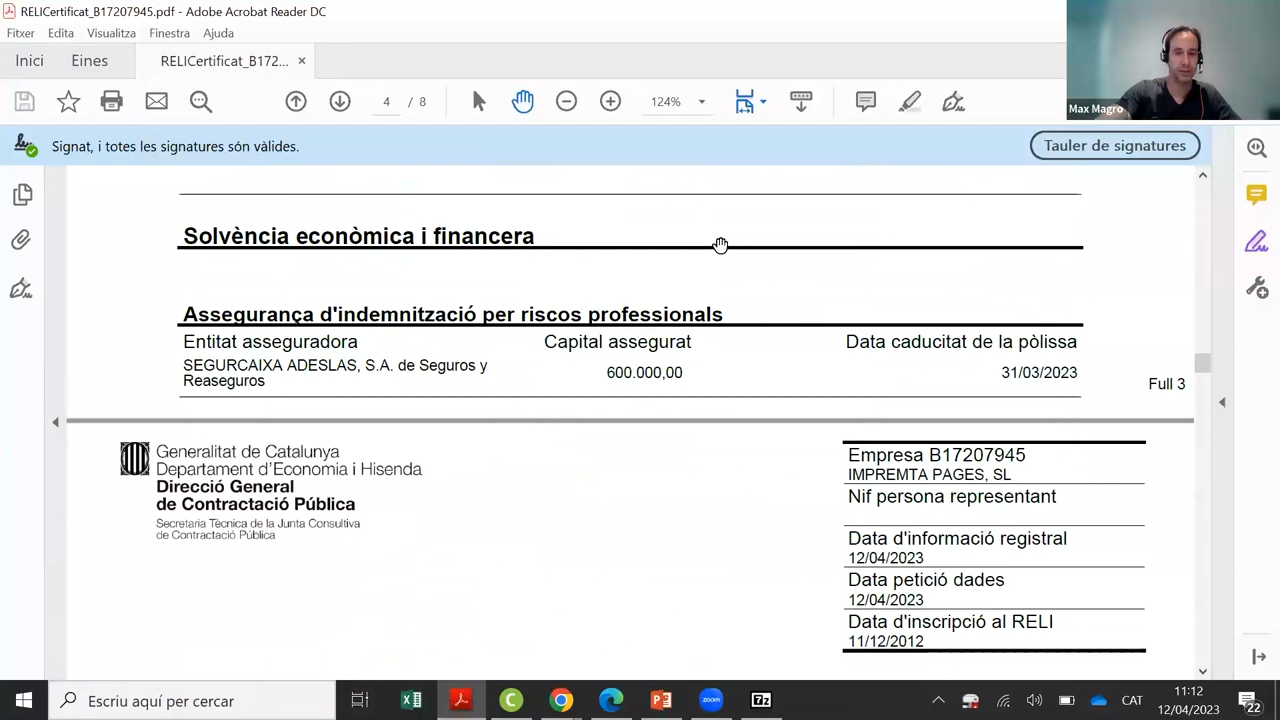 RELICertificat_B17207945.pdf - Adobe Acrobat Reader DC
Fitxer Edita Visualitza Finestra Ajuda
Inici Eines RELICertificat_B172... ×
4 / 8 124%
Max Magro
Signat, i totes les signatures són vàlides. Tauler de signatures
Solvència econòmica i financera
Assegurança d'indemnització per riscos professionals
Entitat asseguradora Capital assegurat Data caducitat de la pòlissa
SEGURCAIXA ADESLAS, S.A. de Seguros y
Reaseguros 600.000,00 31/03/2023
Full 3
Generalitat de Catalunya
Departament d'Economia i Hisenda
Direcció General
de Contractació Pública
Secretaria Tècnica de la Junta Consultiva
de Contractació Pública
Empresa B17207945
IMPREMTA PAGES, SL
Nif persona representant
Data d'informació registral
12/04/2023
Data petició dades
12/04/2023
Data d'inscripció al RELI
11/12/2012
Escriu aquí per cercar
zoom
7z
CAT
11:12
12/04/2023
22